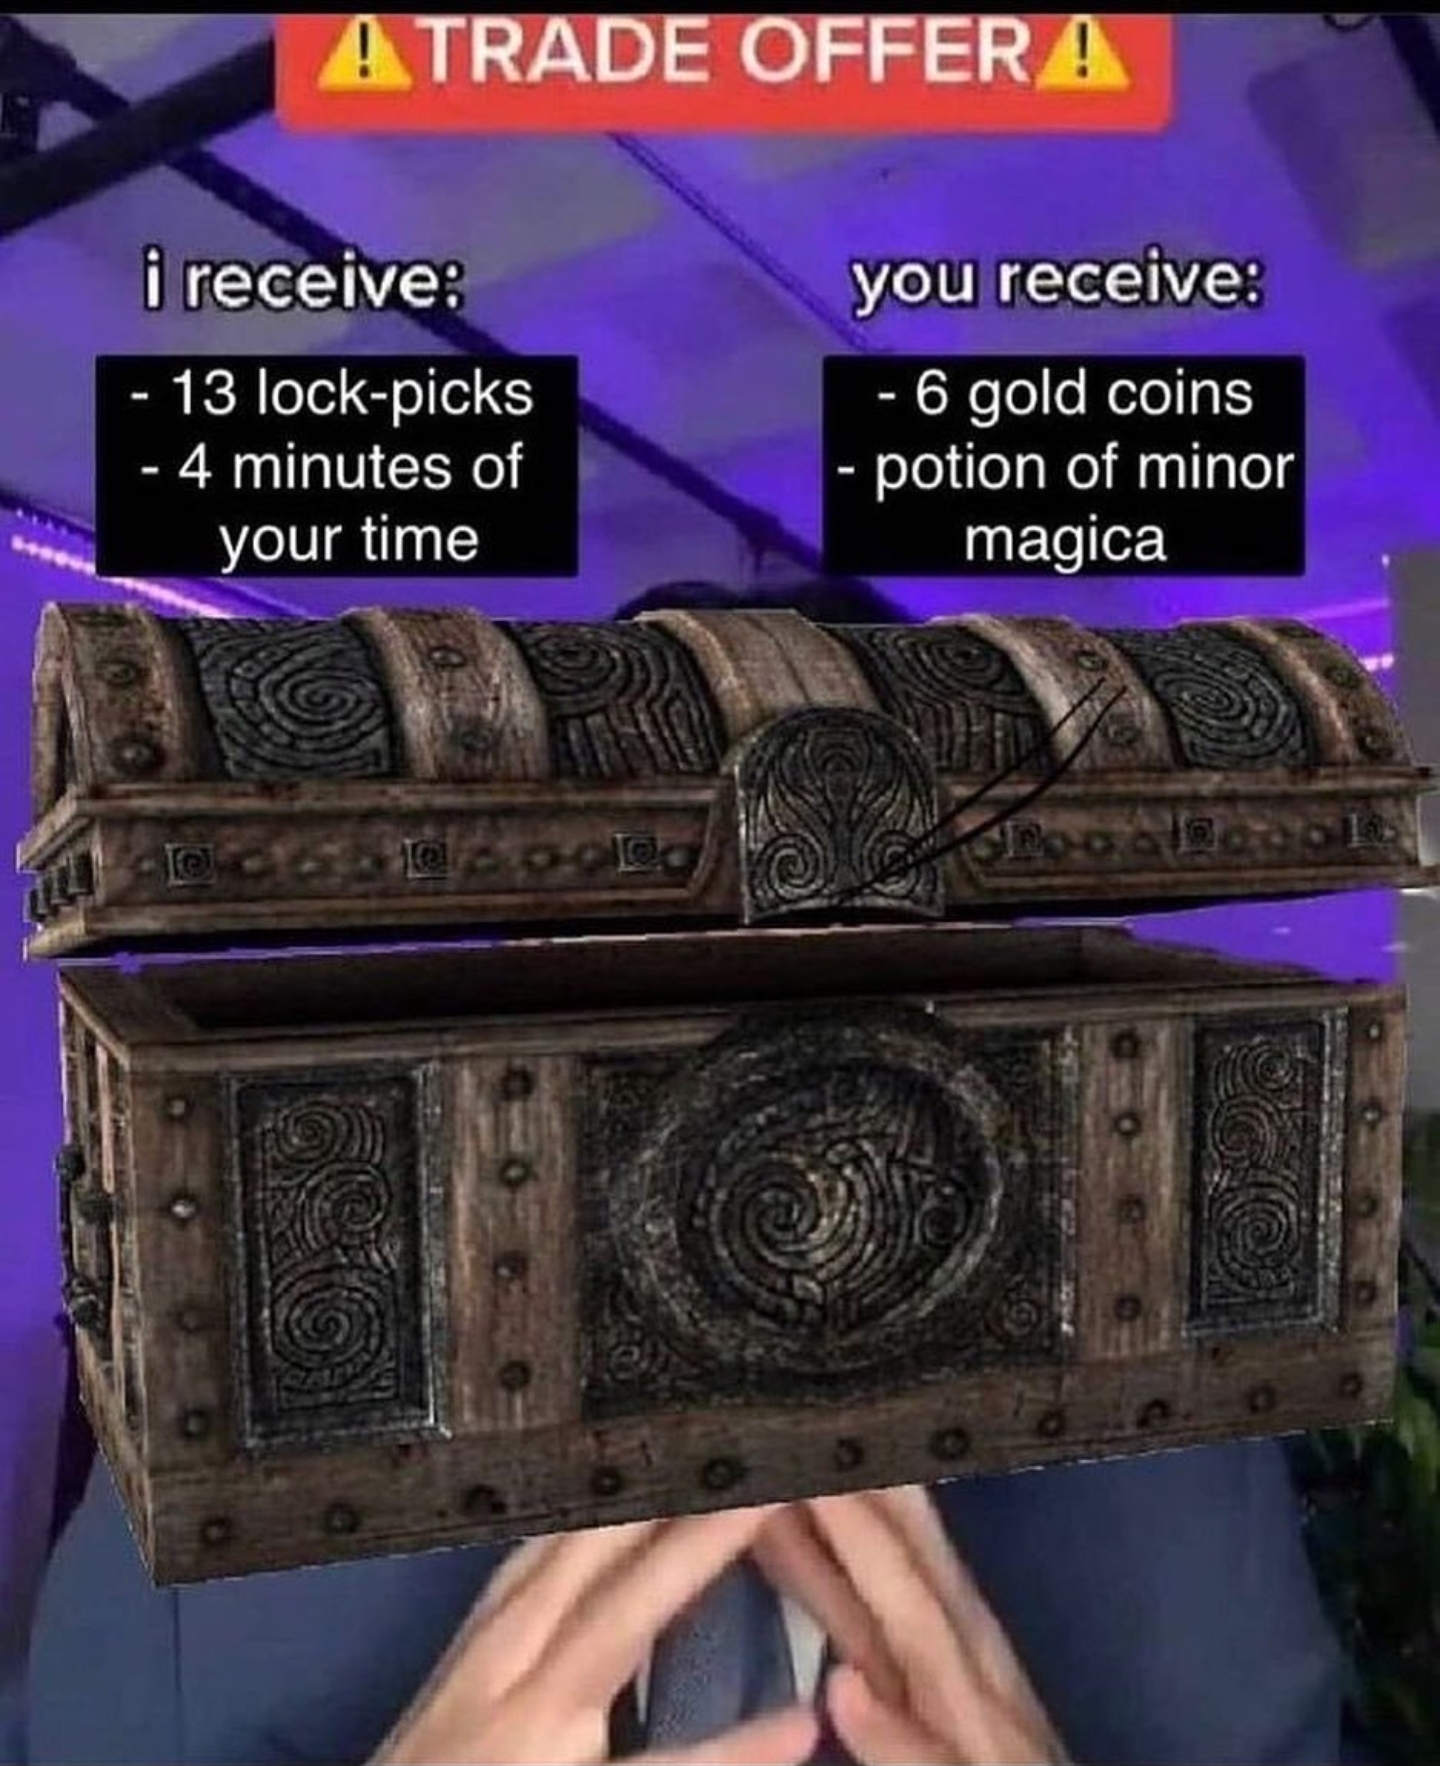 ⚠️TRADE OFFER⚠️
i receive:
you receive:
- 13 lock-picks
- 4 minutes of
your time
- 6 gold coins
- potion of minor
magica